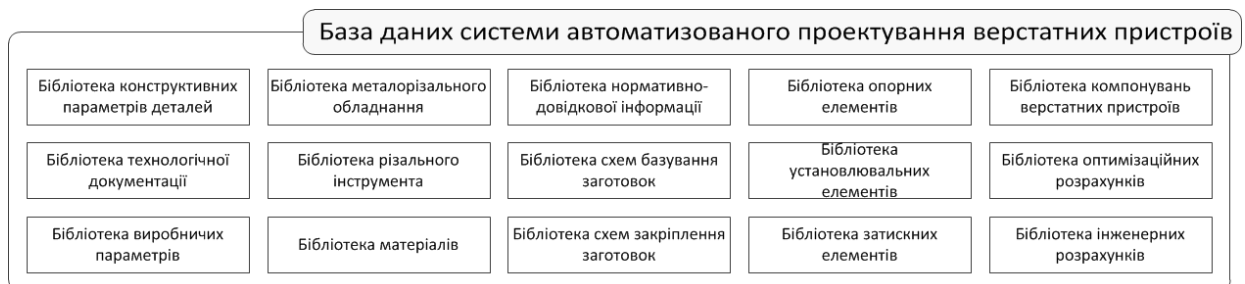 База даних системи автоматизованого проектування верстатних пристроїв
Бібліотека конструктивних
параметрів деталей
Бібліотека металорізального
обладнання
Бібліотека нормативно-
довідкової інформації
Бібліотека опорних
елементів
Бібліотека компонувань
верстатних пристроїв
Бібліотека технологічної
документації
Бібліотека різального
інструмента
Бібліотека схем базування
заготовок
Бібліотека
установлювальних
елементів
Бібліотека оптимізаційних
розрахунків
Бібліотека виробничих
параметрів
Бібліотека матеріалів
Бібліотека схем закріплення
заготовок
Бібліотека затискних
елементів
Бібліотека інженерних
розрахунків